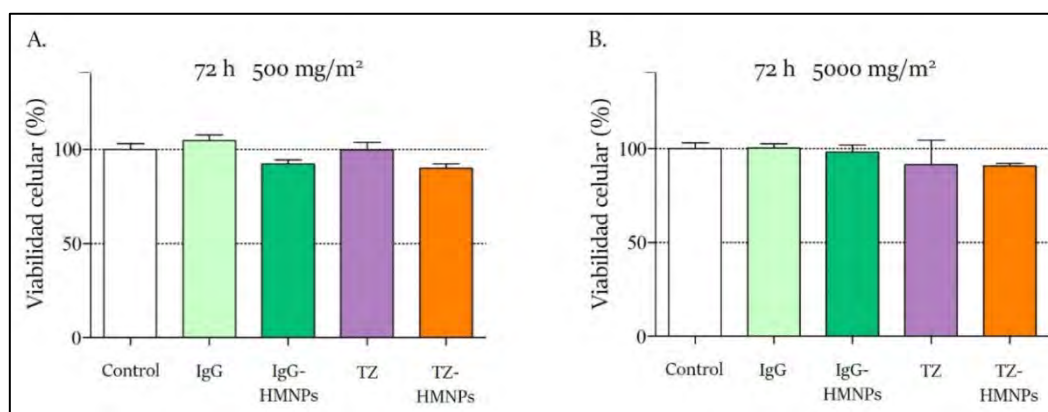 A.
72 h 500 mg/m²
Viabilidad celular (%)
100
50
0
Control IgG IgG- TZ TZ-
HMNPs HMNPs
B.
72 h 5000 mg/m²
Viabilidad celular (%)
100
50
0
Control IgG IgG- TZ TZ-
HMNPs HMNPs